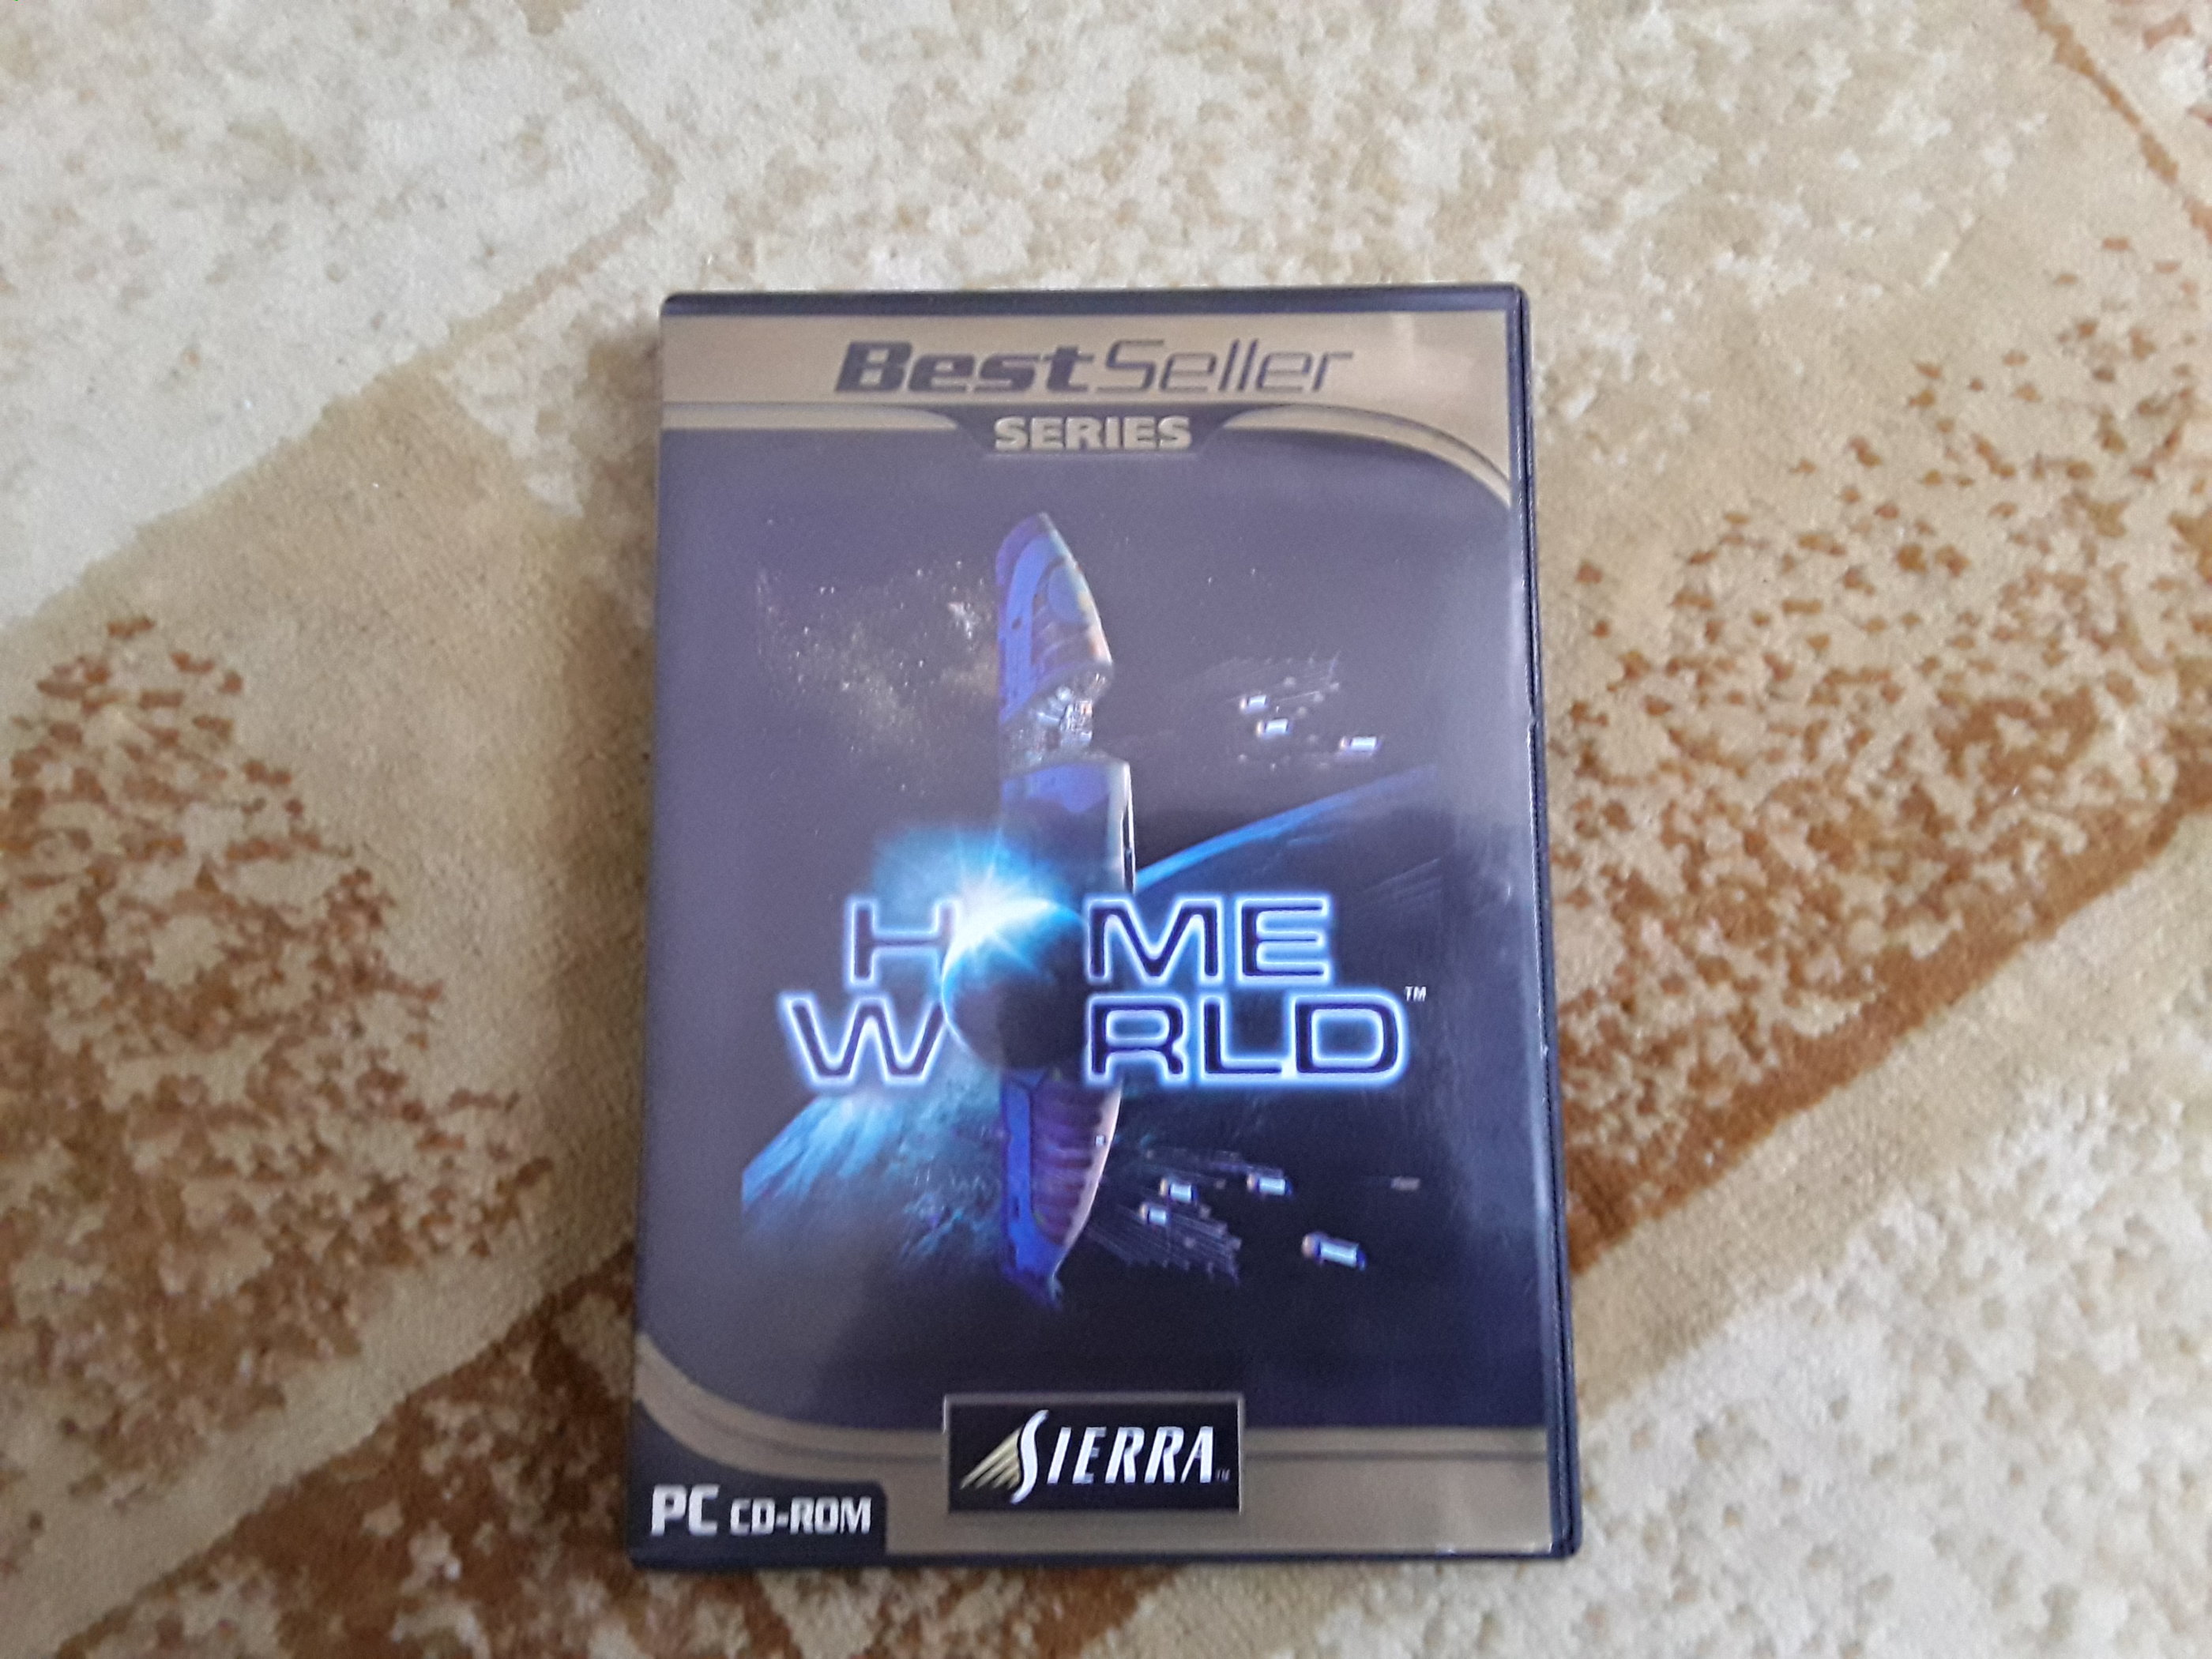 BestSeller
SERIES
HOME
WORLD™
SIERRA™
PC CD-ROM